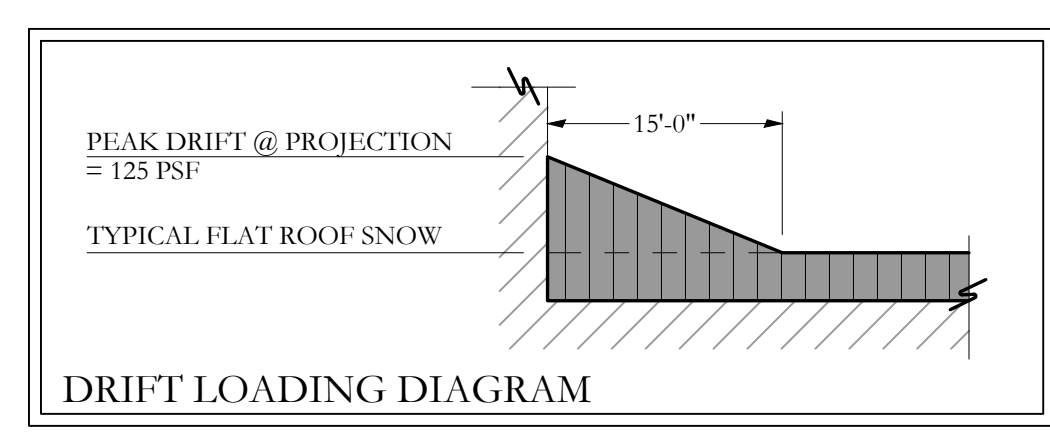 PEAK DRIFT @ PROJECTION
= 125 PSF
15'-0"
TYPICAL FLAT ROOF SNOW
DRIFT LOADING DIAGRAM